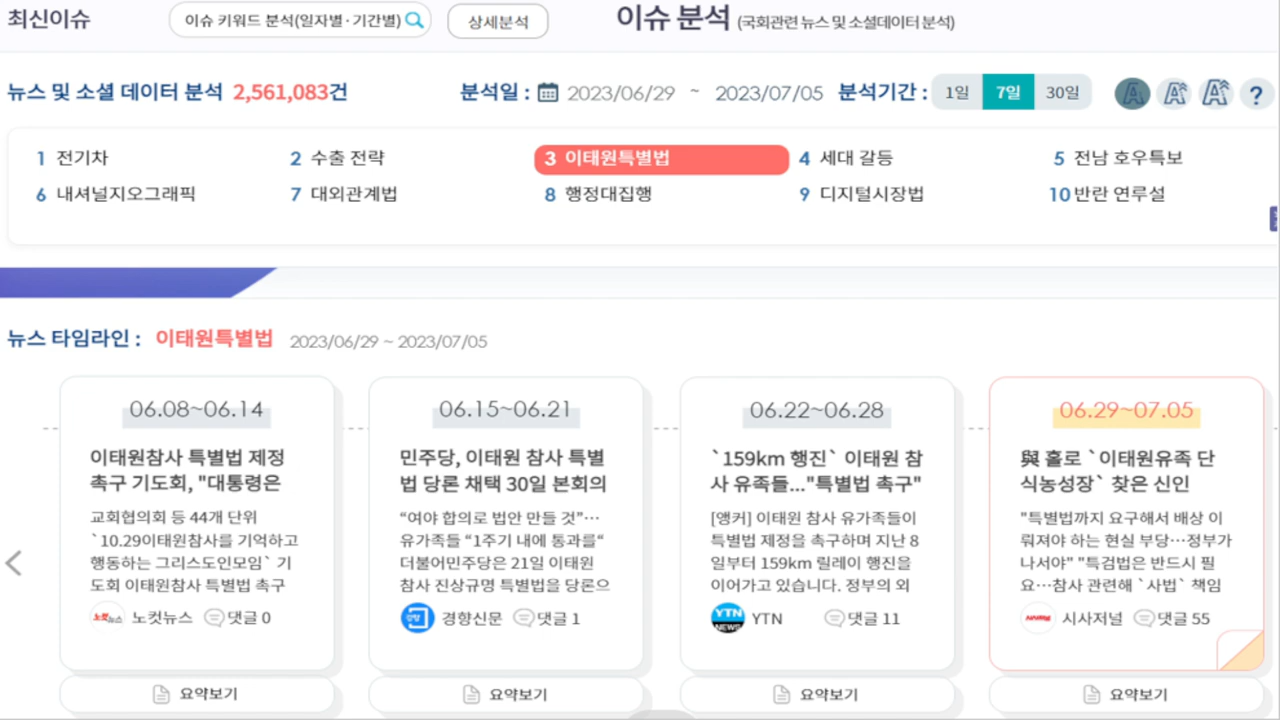 최신이슈
이슈 키워드 분석(일자별·기간별)
상세분석
이슈 분석 (국회관련 뉴스 및 소셜데이터 분석)
뉴스 및 소셜 데이터 분석 2,561,083건
분석일 : 2023/06/29 ~ 2023/07/05 분석기간 : 1일 7일 30일 A A A ?
1 전기차 2 수출 전략 3 이태원특별법 4 세대 갈등 5 전남 호우특보
6 내셔널지오그래픽 7 대외관계법 8 행정대집행 9 디지털시장법 10 반란 연루설
뉴스 타임라인 : 이태원특별법 2023/06/29 ~ 2023/07/05
06.08~06.14
이태원참사 특별법 제정
촉구 기도회, "대통령은
교회협의회 등 44개 단위
`10.29이태원참사를 기억하고
행동하는 그리스도인모임` 기
도회 이태원참사 특별법 촉구
노컷뉴스
노컷뉴스 댓글 0
요약보기
06.15~06.21
민주당, 이태원 참사 특별
법 당론 채택 30일 본회의
“여야 합의로 법안 만들 것”…
유가족들 “1주기 내에 통과를“
더불어민주당은 21일 이태원
참사 진상규명 특별법을 당론으
경향신문 댓글 1
요약보기
06.22~06.28
`159km 행진` 이태원 참
사 유족들..."특별법 촉구"
[앵커] 이태원 참사 유가족들이
특별법 제정을 촉구하며 지난 8
일부터 159km 릴레이 행진을
이어가고 있습니다. 정부의 외
YTN
NEWS
YTN 댓글 11
요약보기
06.29~07.05
與 홀로 `이태원유족 단
식농성장` 찾은 신인
"특별법까지 요구해서 배상 이
뤄져야 하는 현실 부당…정부가
나서야" "특검법은 반드시 필
요…참사 관련해 `사법` 책임
시사저널
시사저널 댓글 55
요약보기